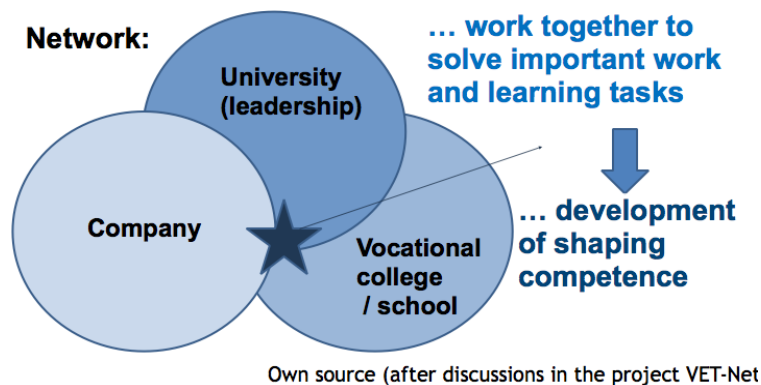 Network:
University
(leadership)
Company
Vocational
college
/ school
… work together to
solve important work
and learning tasks
… development
of shaping
competence
Own source (after discussions in the project VET-Net